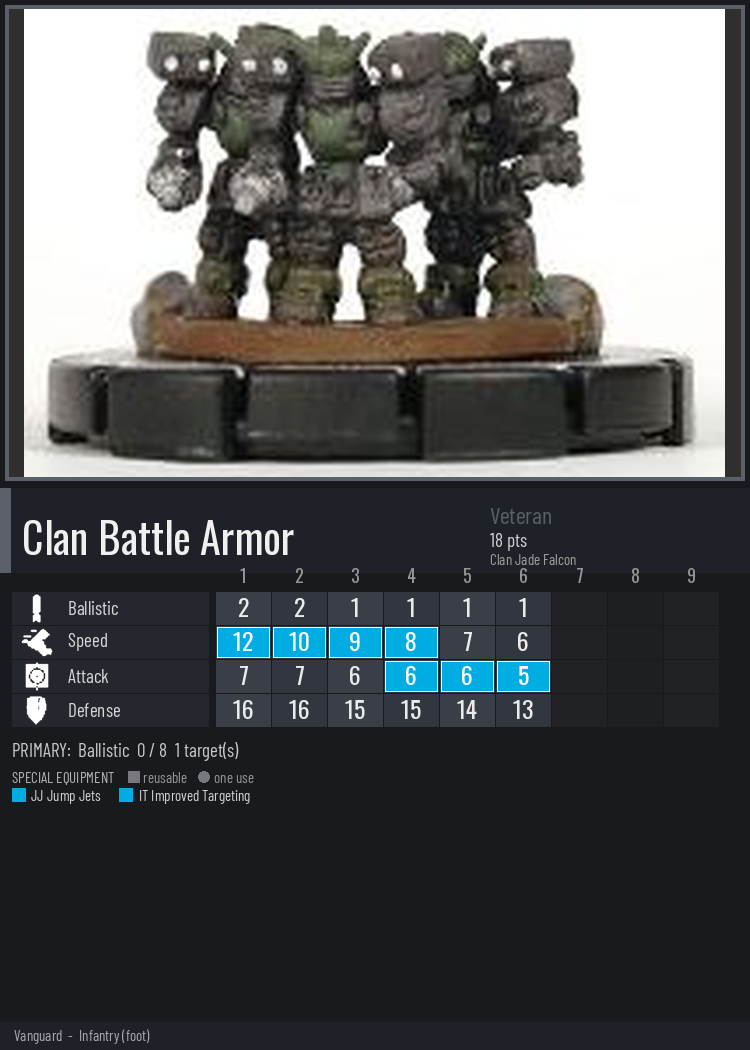 Clan Battle Armor
Veteran
18 pts
Clan Jade Falcon
1 2 3 4 5 6 7 8 9
Ballistic 2 2 1 1 1 1
Speed 12 10 9 8 7 6
Attack 7 7 6 6 6 5
Defense 16 16 15 15 14 13
PRIMARY: Ballistic 0 / 8 1 target(s)
SPECIAL EQUIPMENT reusable one use
JJ Jump Jets IT Improved Targeting
Vanguard - Infantry (foot)